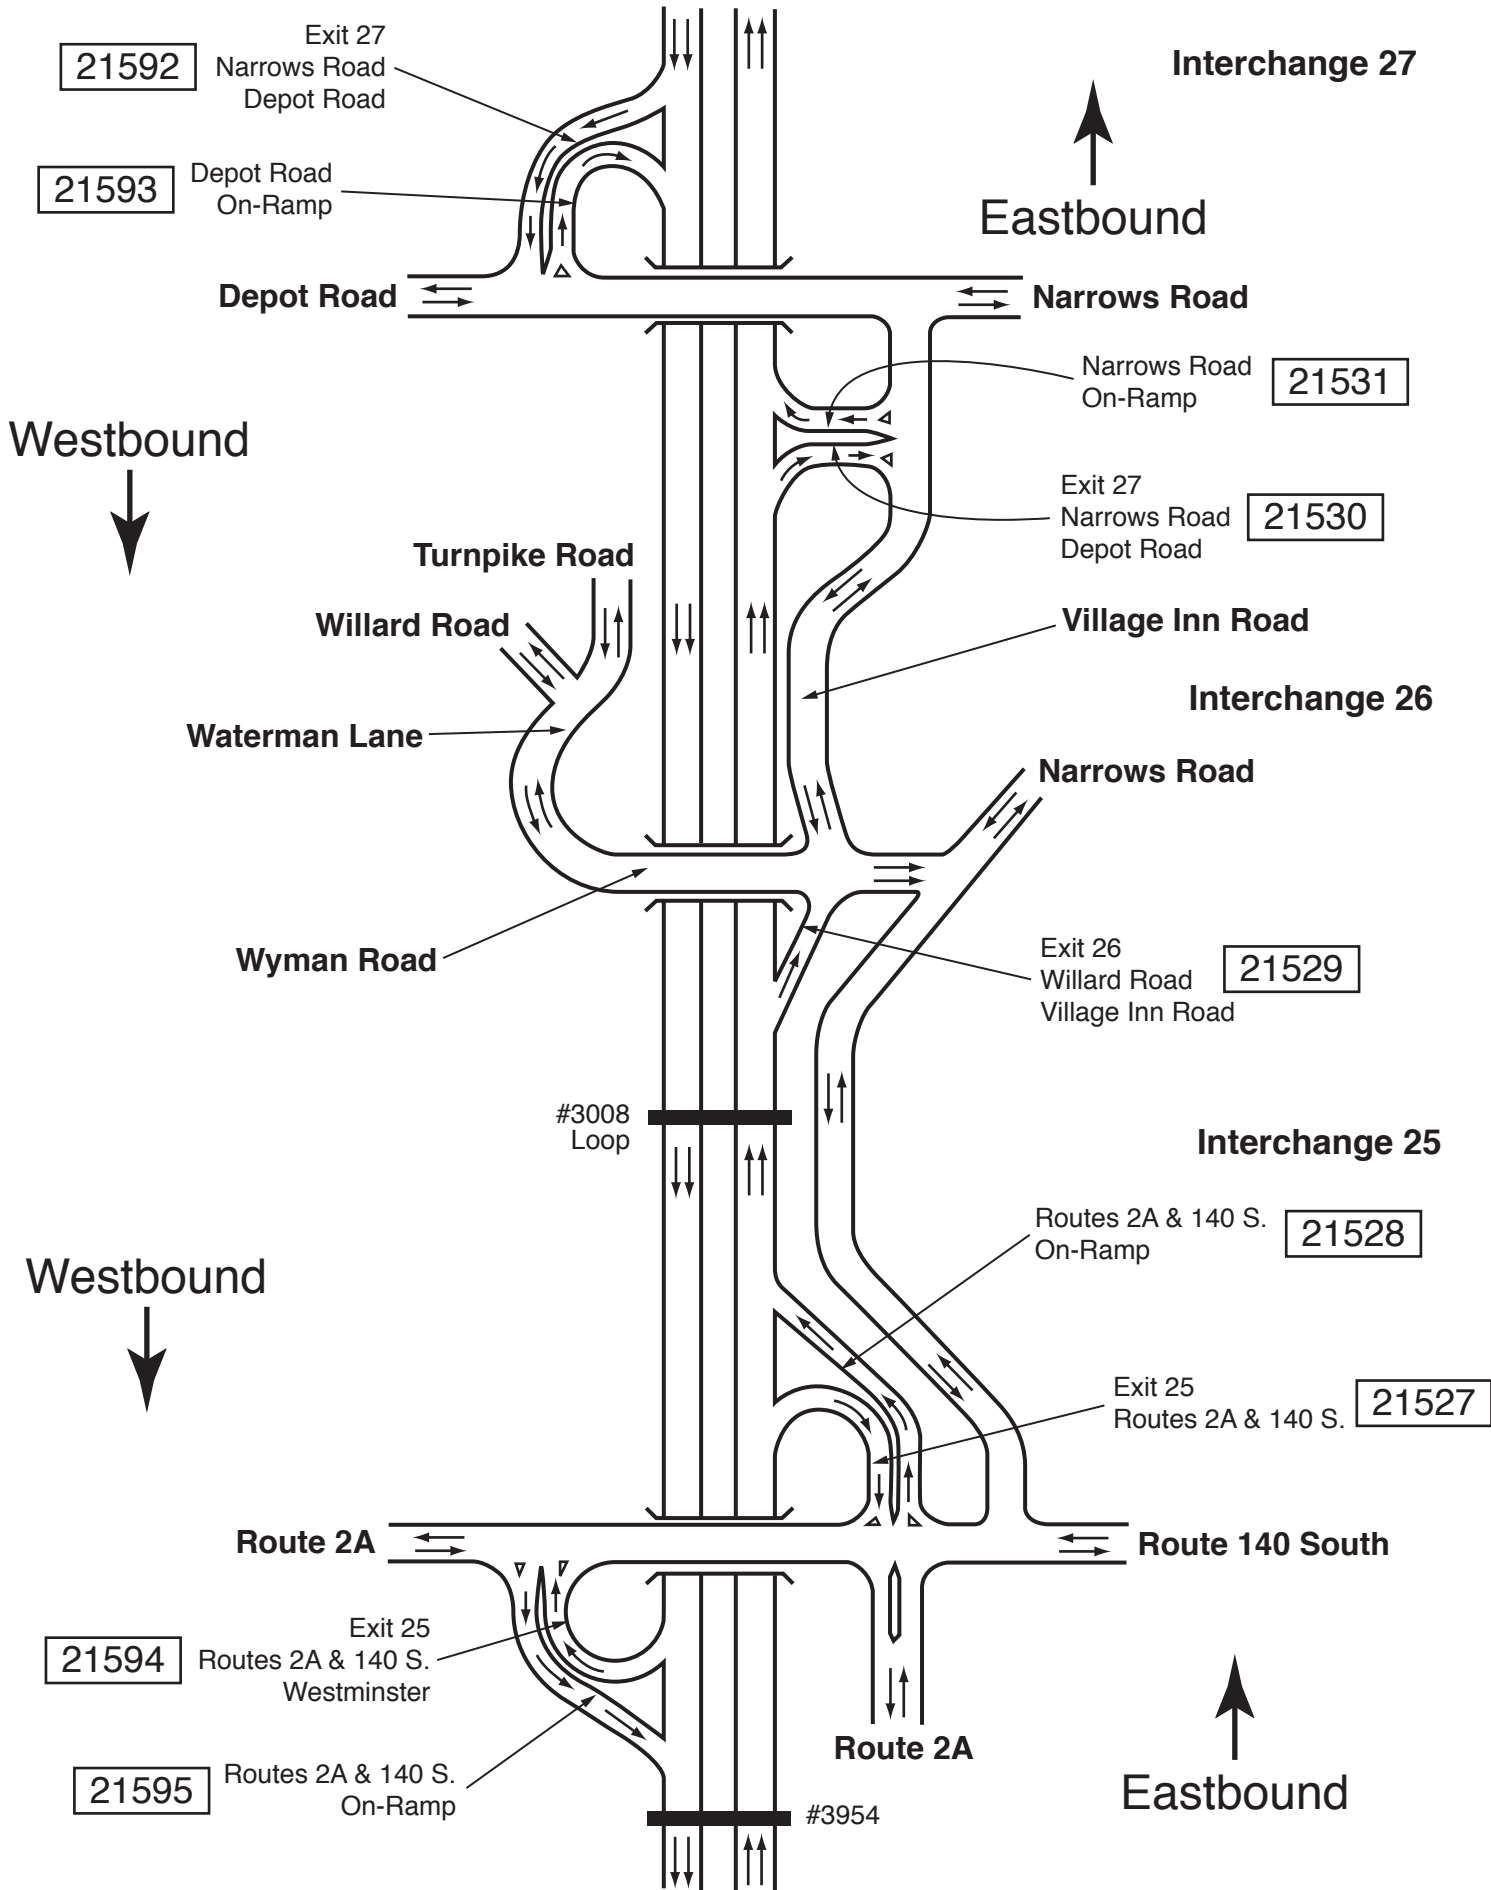 Interchange 27
Exit 27
Narrows Road
Depot Road
21592
Depot Road
On-Ramp
21593
Eastbound
Depot Road
Narrows Road
Narrows Road
On-Ramp
21531
Westbound
Exit 27
Narrows Road
Depot Road
21530
Turnpike Road
Willard Road
Village Inn Road
Interchange 26
Waterman Lane
Narrows Road
Wyman Road
Exit 26
Willard Road
Village Inn Road
21529
#3008
Loop
Interchange 25
Routes 2A & 140 S.
On-Ramp
21528
Westbound
Exit 25
Routes 2A & 140 S.
21527
Route 2A
Route 140 South
Exit 25
Routes 2A & 140 S.
Westminster
21594
Route 2A
Routes 2A & 140 S.
On-Ramp
21595
Eastbound
#3954